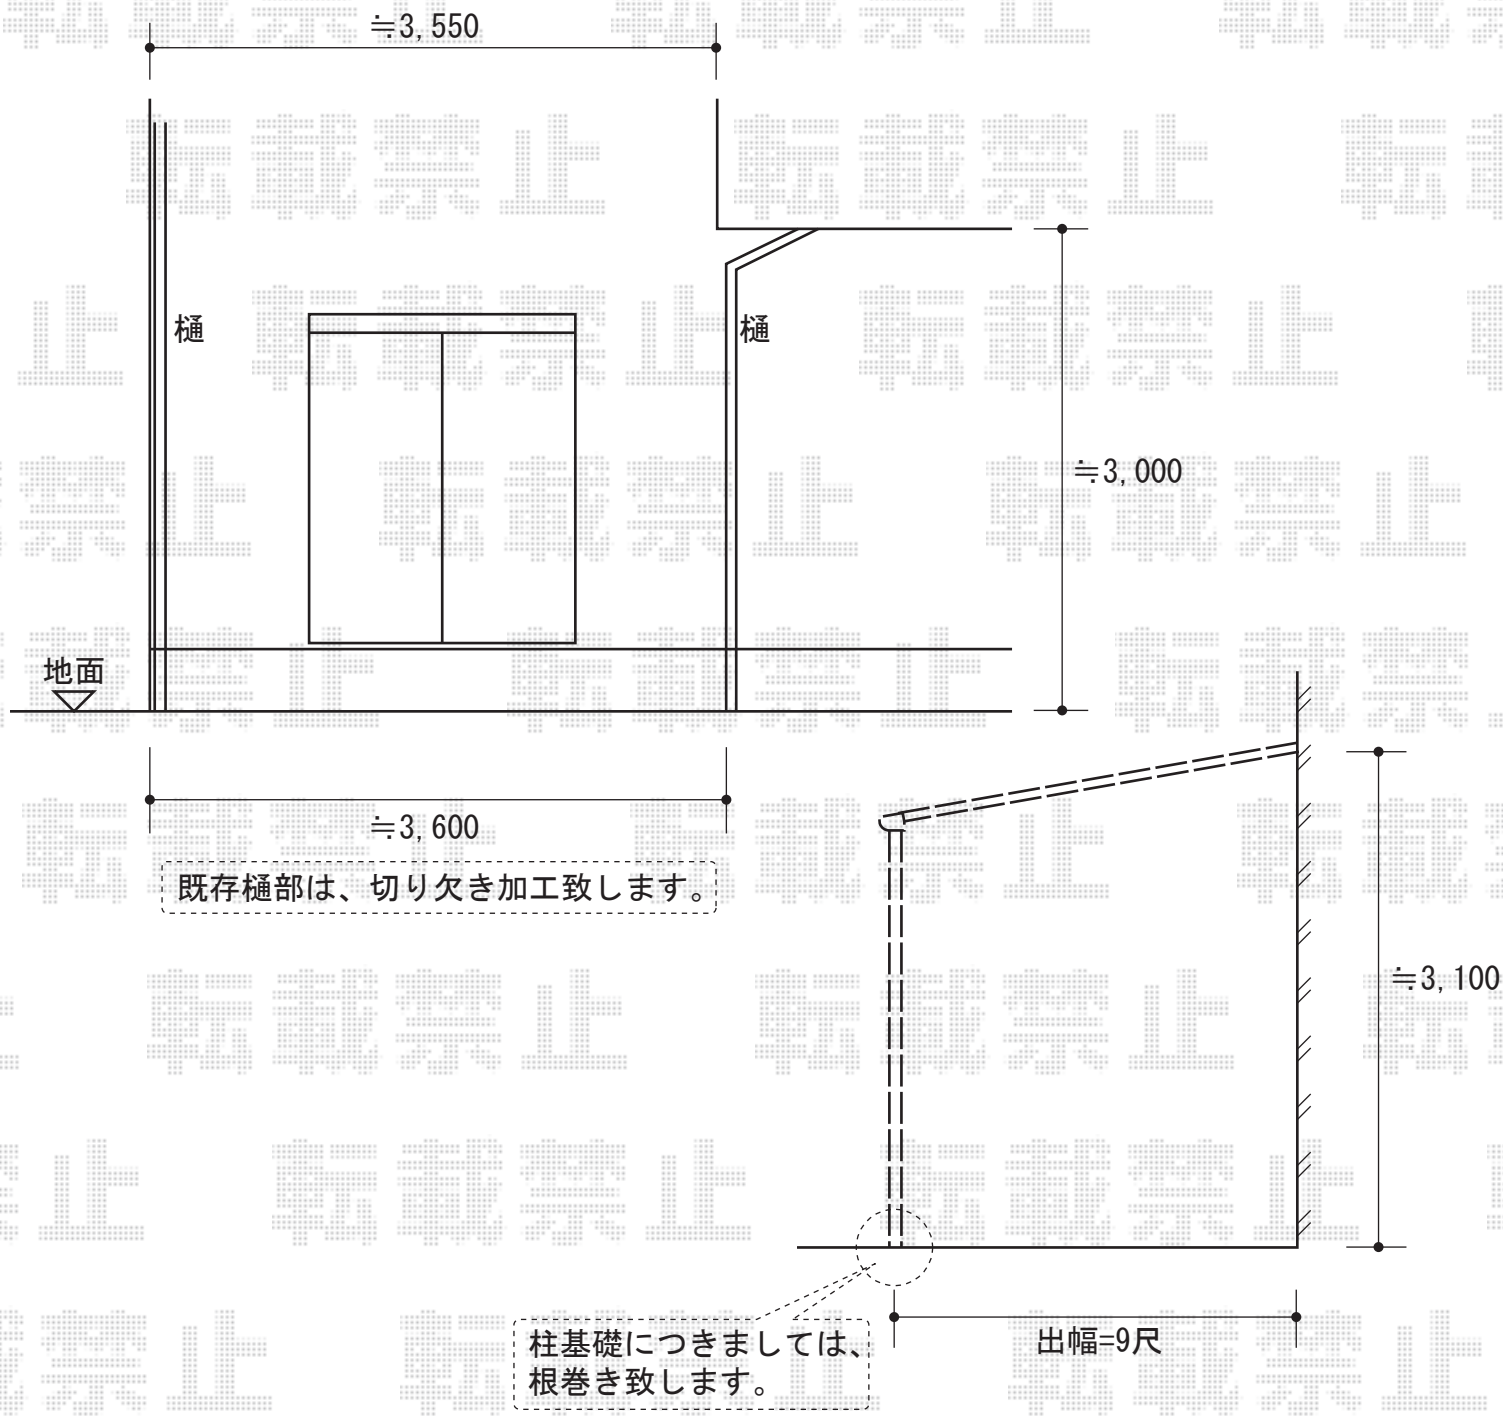 ≒3,550
樋
樋
≒3,000
地面
≒3,600
既存樋部は、切り欠き加工致します。
≒3,100
出幅=9尺
柱基礎につきましては、
根巻き致します。
転載禁止